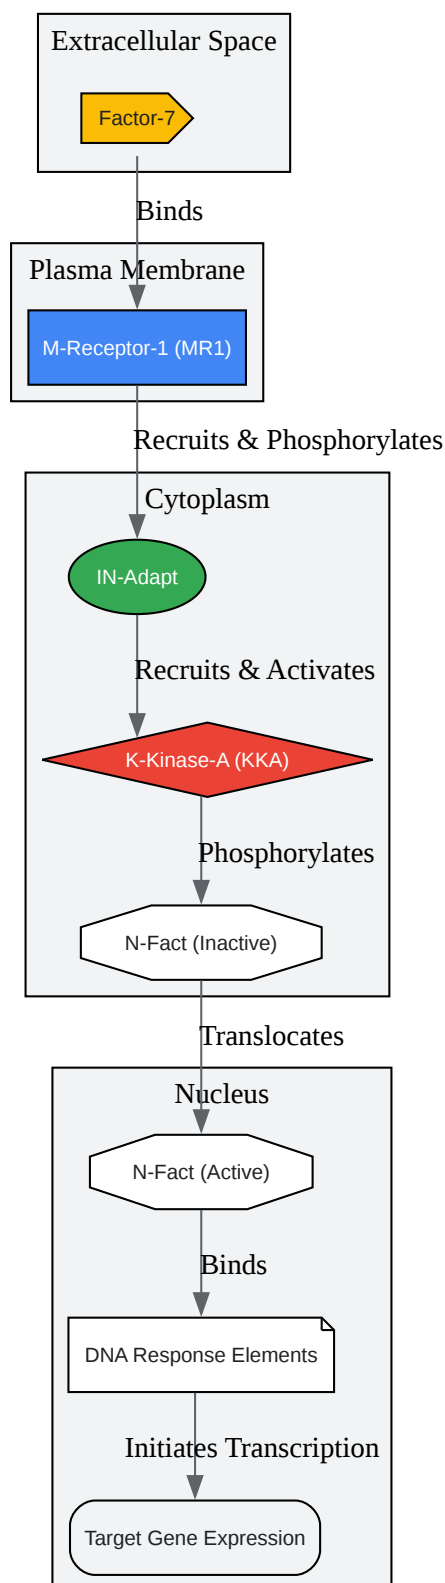 Extracellular Space
Factor-7
Binds
Plasma Membrane
M-Receptor-1 (MR1)
Recruits & Phosphorylates
Cytoplasm
IN-Adapt
Recruits & Activates
K-Kinase-A (KKA)
Phosphorylates
N-Fact (Inactive)
Translocates
Nucleus
N-Fact (Active)
Binds
DNA Response Elements
Initiates Transcription
Target Gene Expression